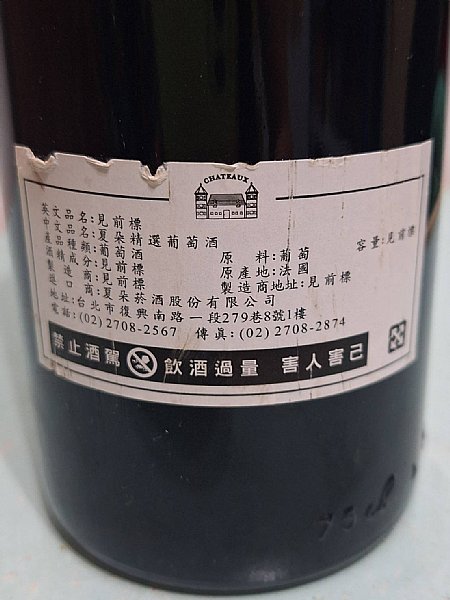 CHATEAUX
英文品名:見前標
中文品名:夏朵精選葡萄酒
產品種類:葡萄酒 原 料:葡萄 容量:見前標
酒精成分:見前標 原產地:法國
製 造 商:見前標 製造商地址:見前標
進 口 商:夏朵菸酒股份有限公司
地址:台北市復興南路一段279巷8號1樓
電話:(02)2708-2567 傳真:(02)2708-2874
禁止酒駕 飲酒過量 害人害己
75cl